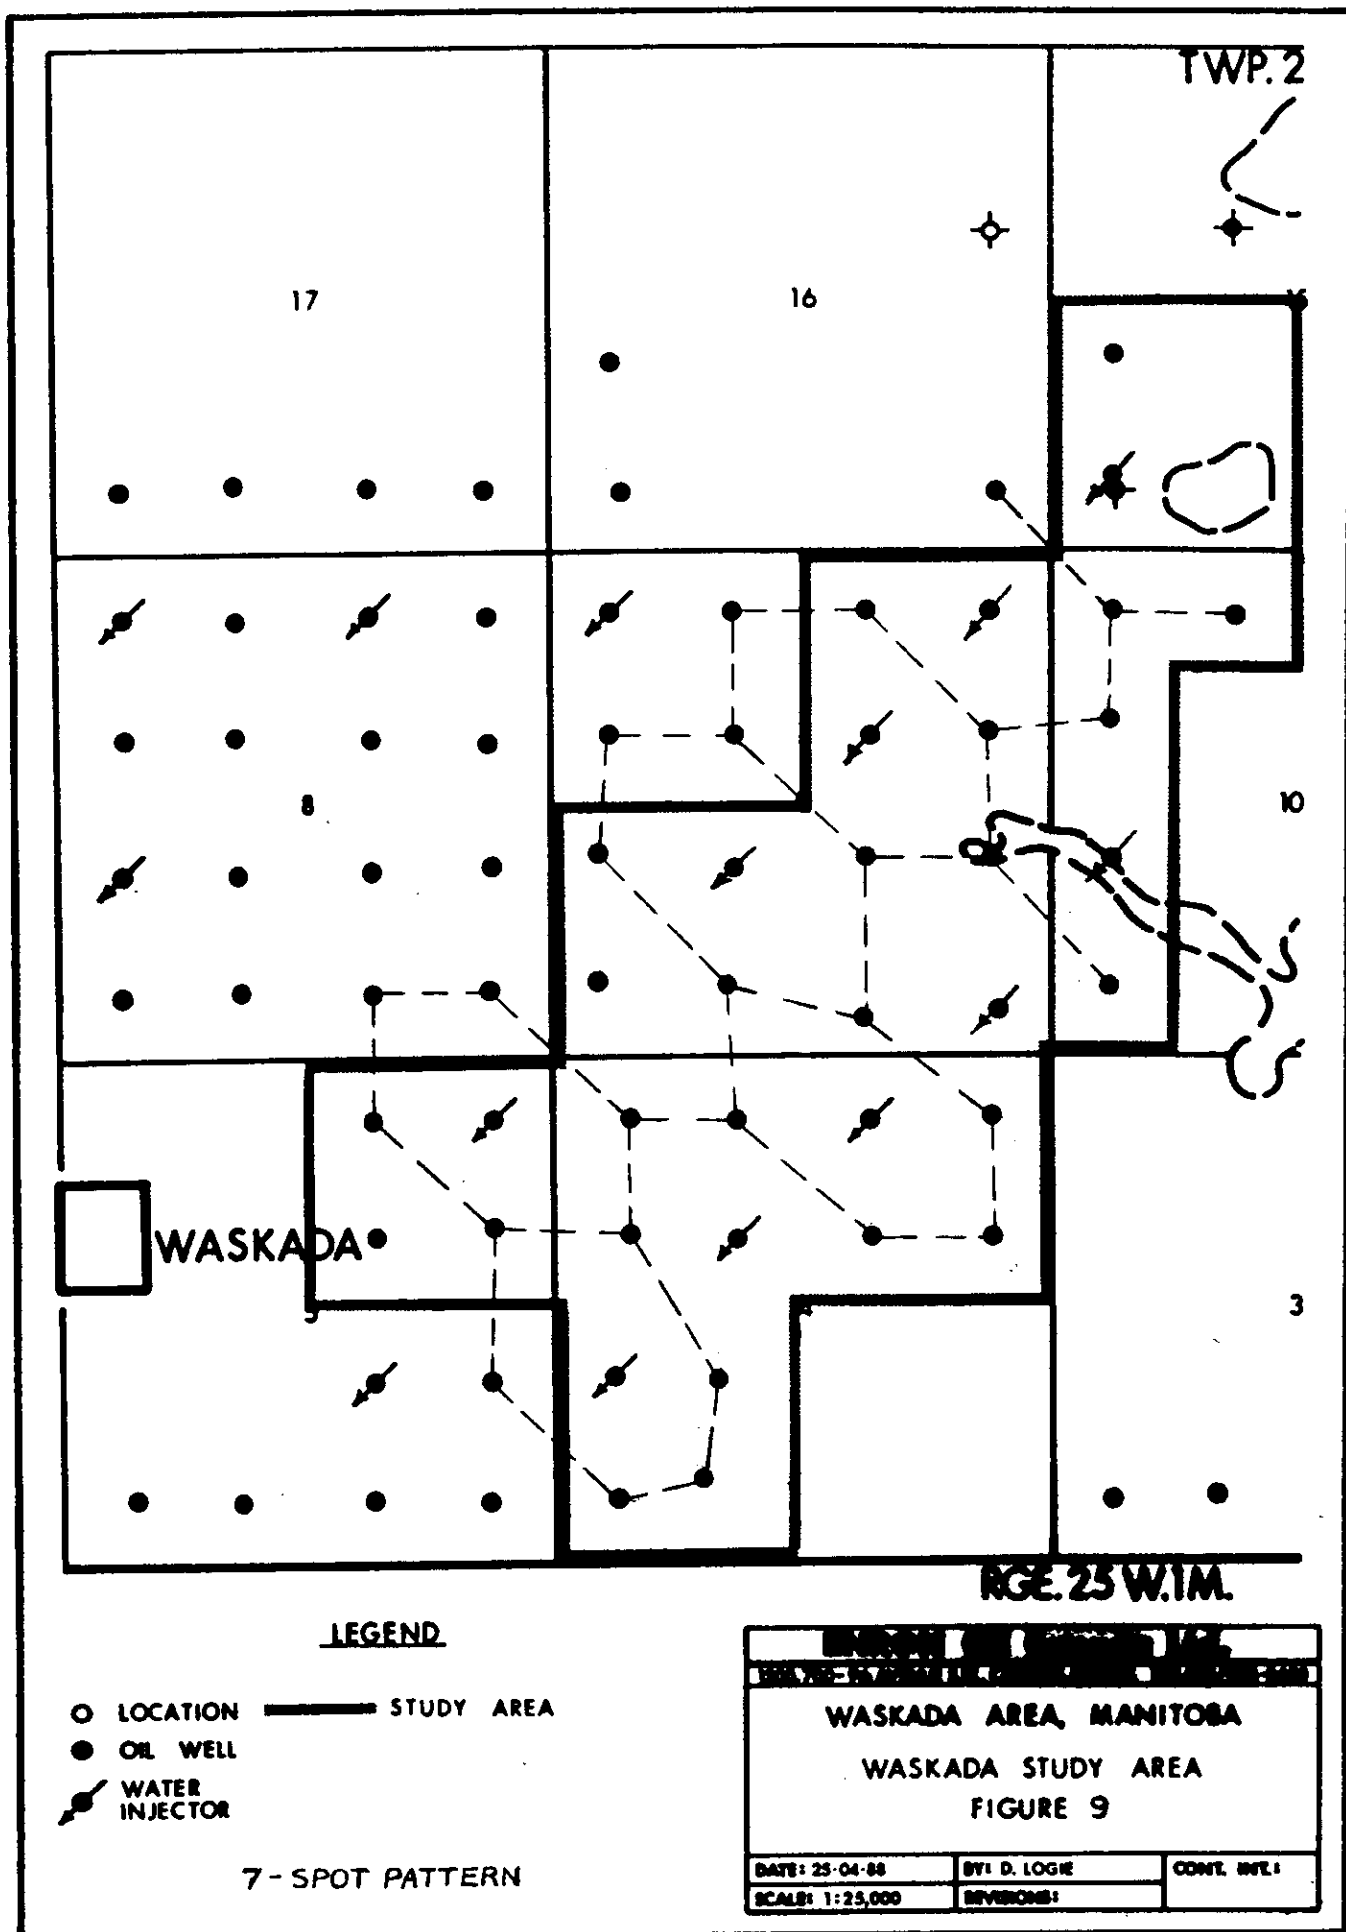 TWP. 2
17
16
8
10
WASKADA
3
RGE. 25 W.1M.
LEGEND
LOCATION
STUDY AREA
OIL WELL
WATER
INJECTOR
7-SPOT PATTERN
WASKADA AREA, MANITOBA
WASKADA STUDY AREA
FIGURE 9
DATE: 25-04-88
BY: D. LOGIE
CONT. INT.:
SCALE: 1:25,000
REVISIONS: